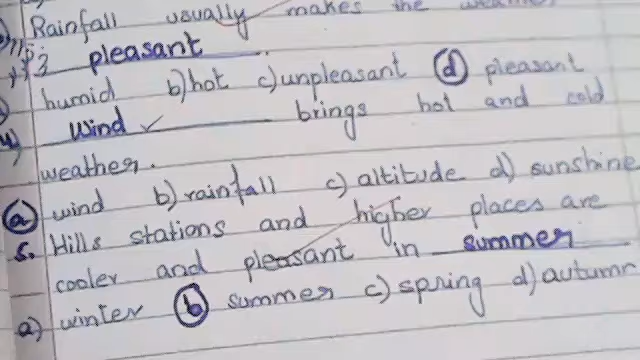 Rainfall usually makes the weather
pleasant
humid b) hot c) unpleasant d) pleasant
4) Wind brings hot and cold
weather.
a) wind b) rainfall c) altitude d) sunshine
5. Hills stations and higher places are
cooler and pleasant in summer
a) winter b) summer c) spring d) autumn